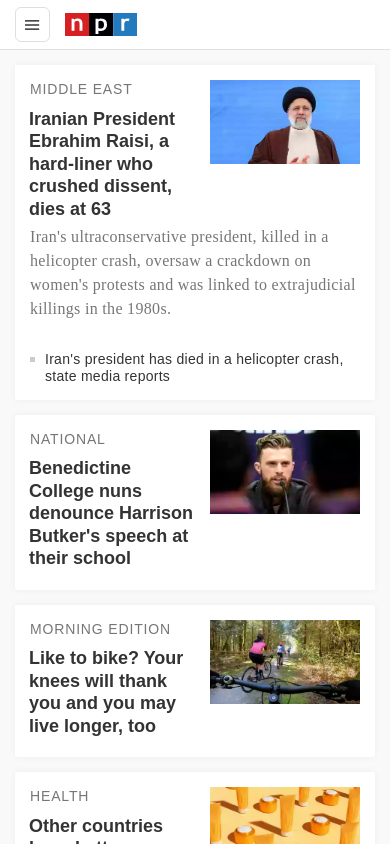 npr
MIDDLE EAST
Iranian President
Ebrahim Raisi, a
hard-liner who
crushed dissent,
dies at 63
Iran's ultraconservative president, killed in a
helicopter crash, oversaw a crackdown on
women's protests and was linked to extrajudicial
killings in the 1980s.
Iran's president has died in a helicopter crash,
state media reports
NATIONAL
Benedictine
College nuns
denounce Harrison
Butker's speech at
their school
MORNING EDITION
Like to bike? Your
knees will thank
you and you may
live longer, too
HEALTH
Other countries